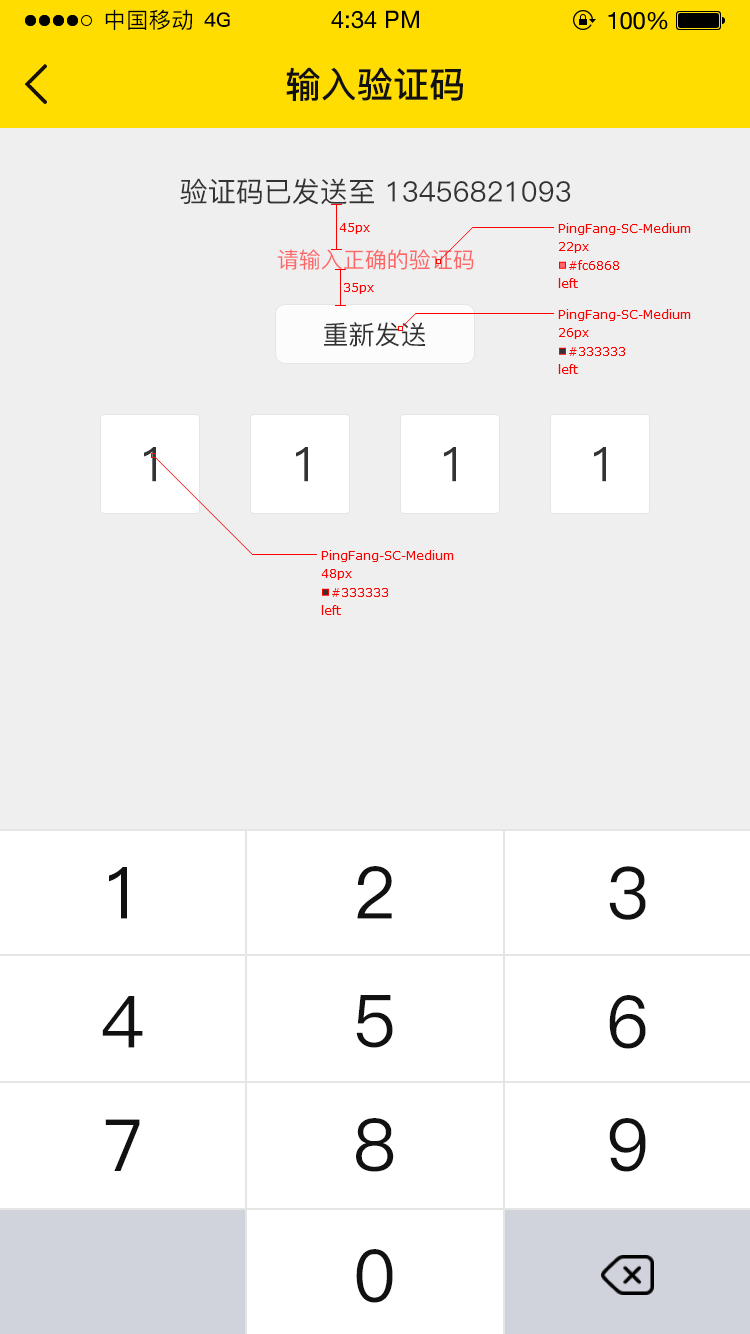 中国移动 4G 4:34 PM 100%
输入验证码
验证码已发送至 13456821093
45px
PingFang-SC-Medium
22px
#fc6868
left
请输入正确的验证码
35px
PingFang-SC-Medium
26px
#333333
left
重新发送
1 1 1 1
PingFang-SC-Medium
48px
#333333
left
1 2 3
4 5 6
7 8 9
0